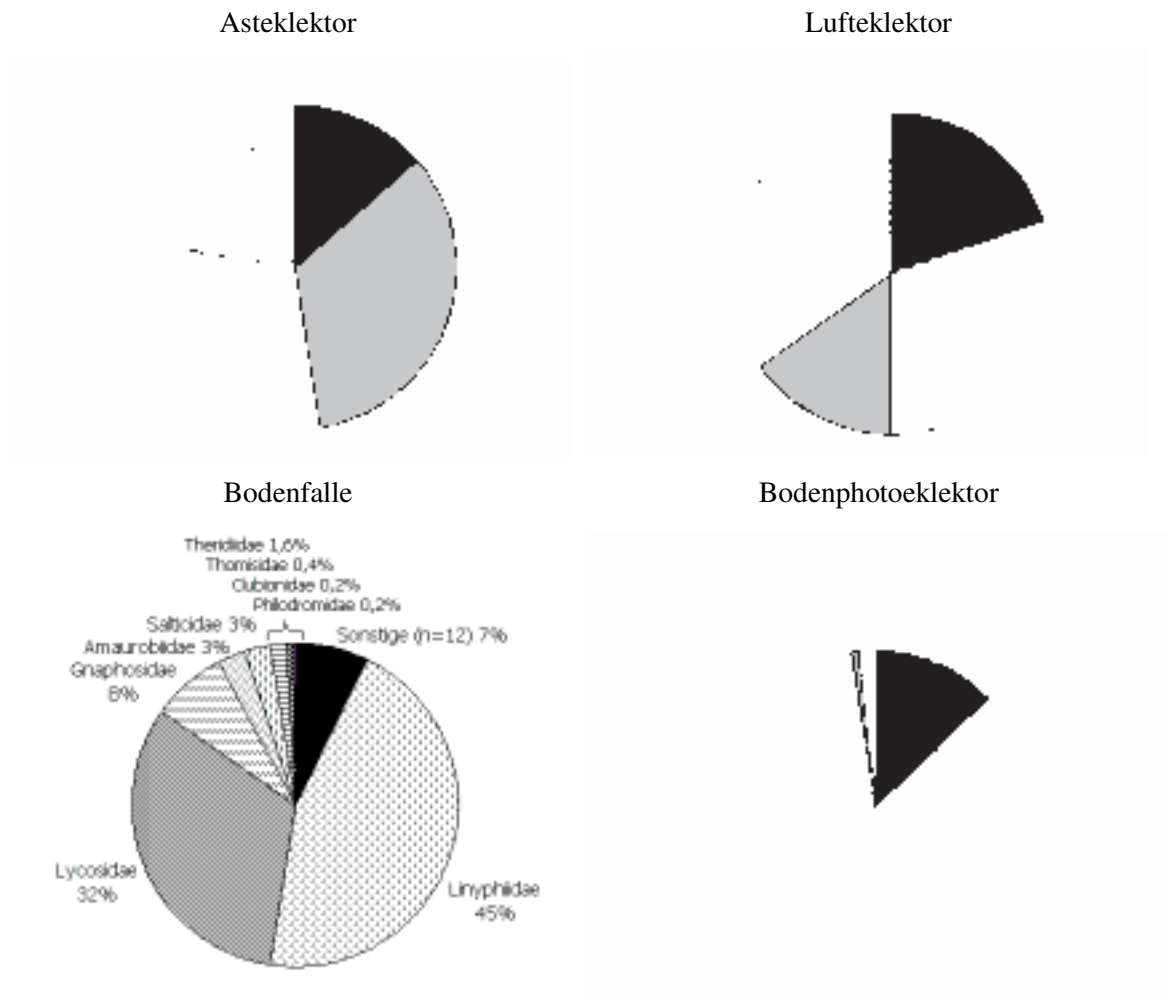 Asteklektor
Lufteklektor
Bodenfalle
Bodenphotoeklektor
Theridiidae 1,6%
Thomisidae 0,4%
Clubionidae 0,2%
Philodromidae 0,2%
Salticidae 3%
Sonstige (n=12) 7%
Amaurobiidae 3%
Gnaphosidae
8%
Lycosidae
32%
Linyphiidae
45%